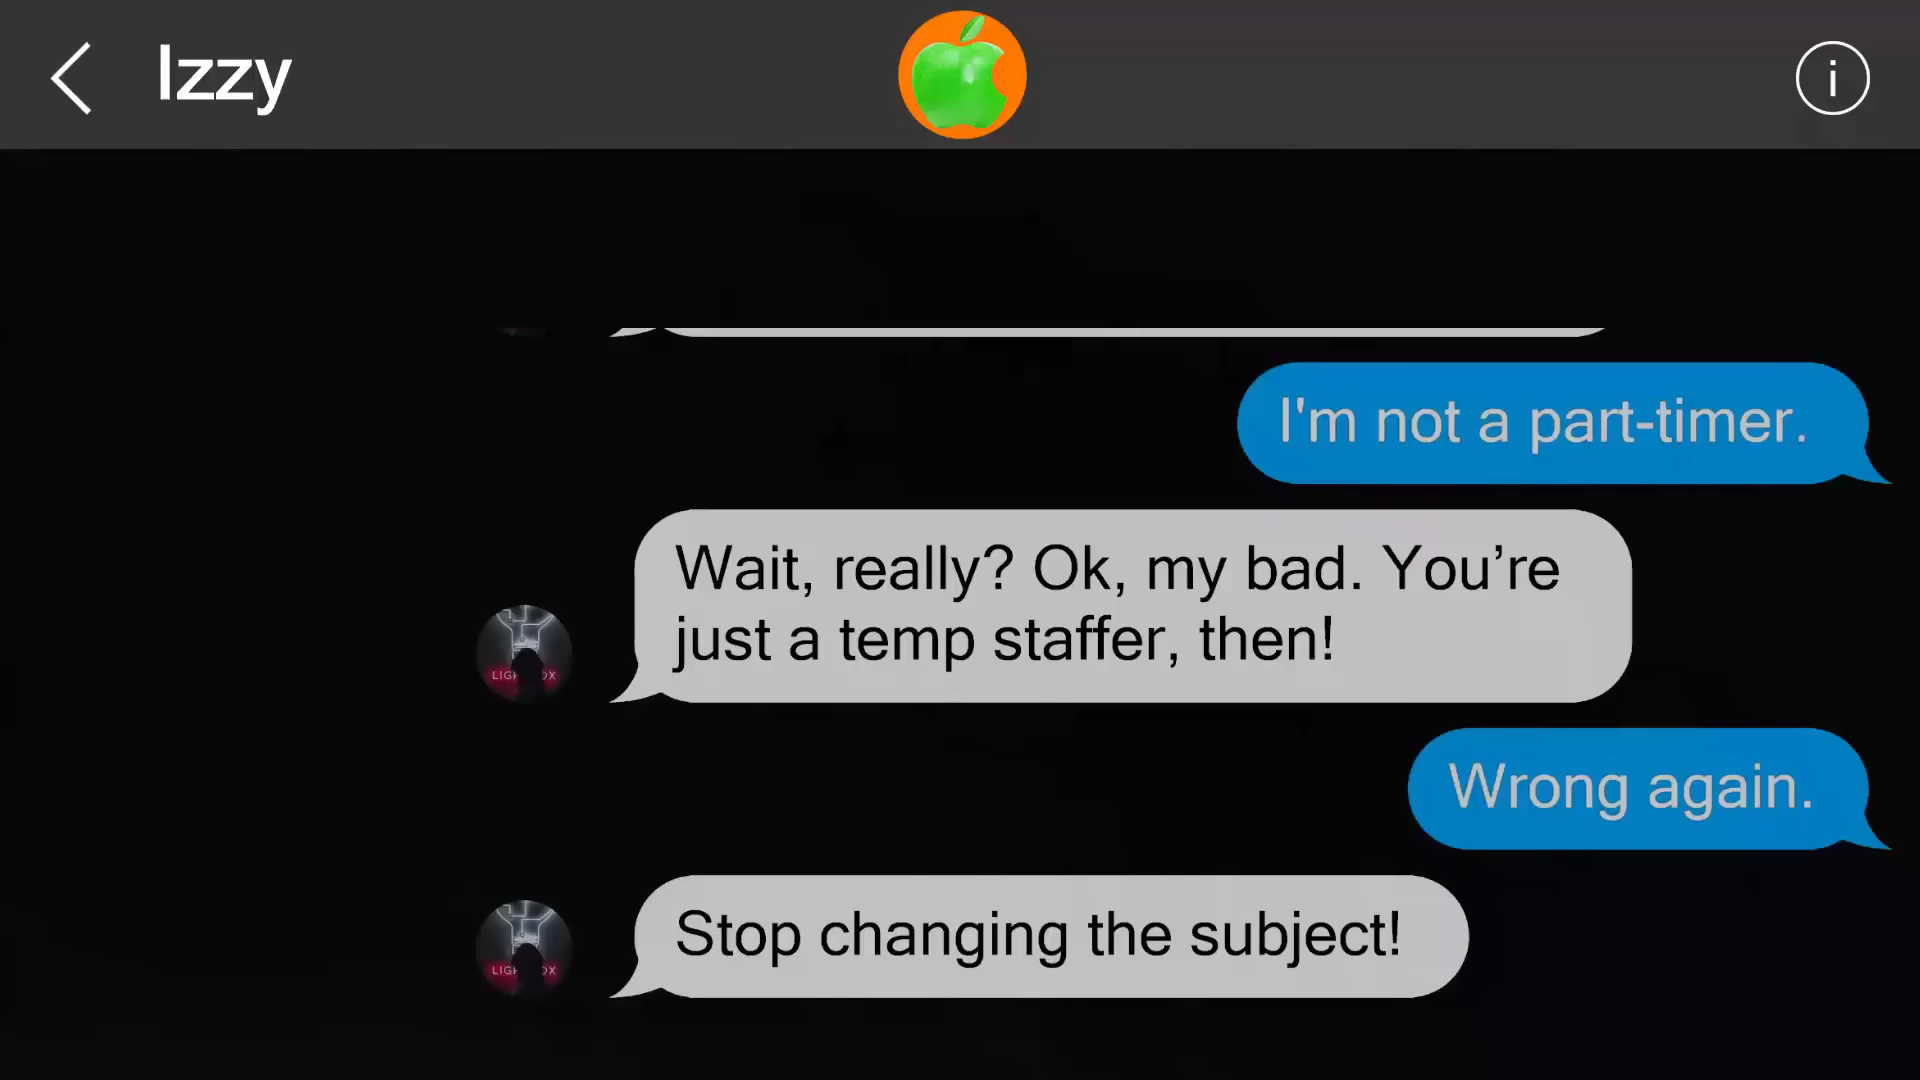 Izzy
i
I'm not a part-timer.
Wait, really? Ok, my bad. You’re
just a temp staffer, then!
Wrong again.
Stop changing the subject!